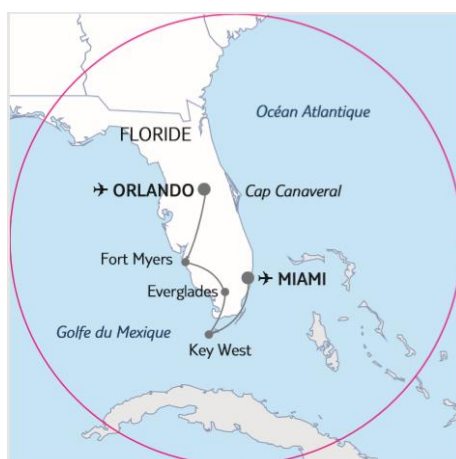 Océan Atlantique
FLORIDE
ORLANDO
Cap Canaveral
Fort Myers
Everglades
MIAMI
Golfe du Mexique
Key West